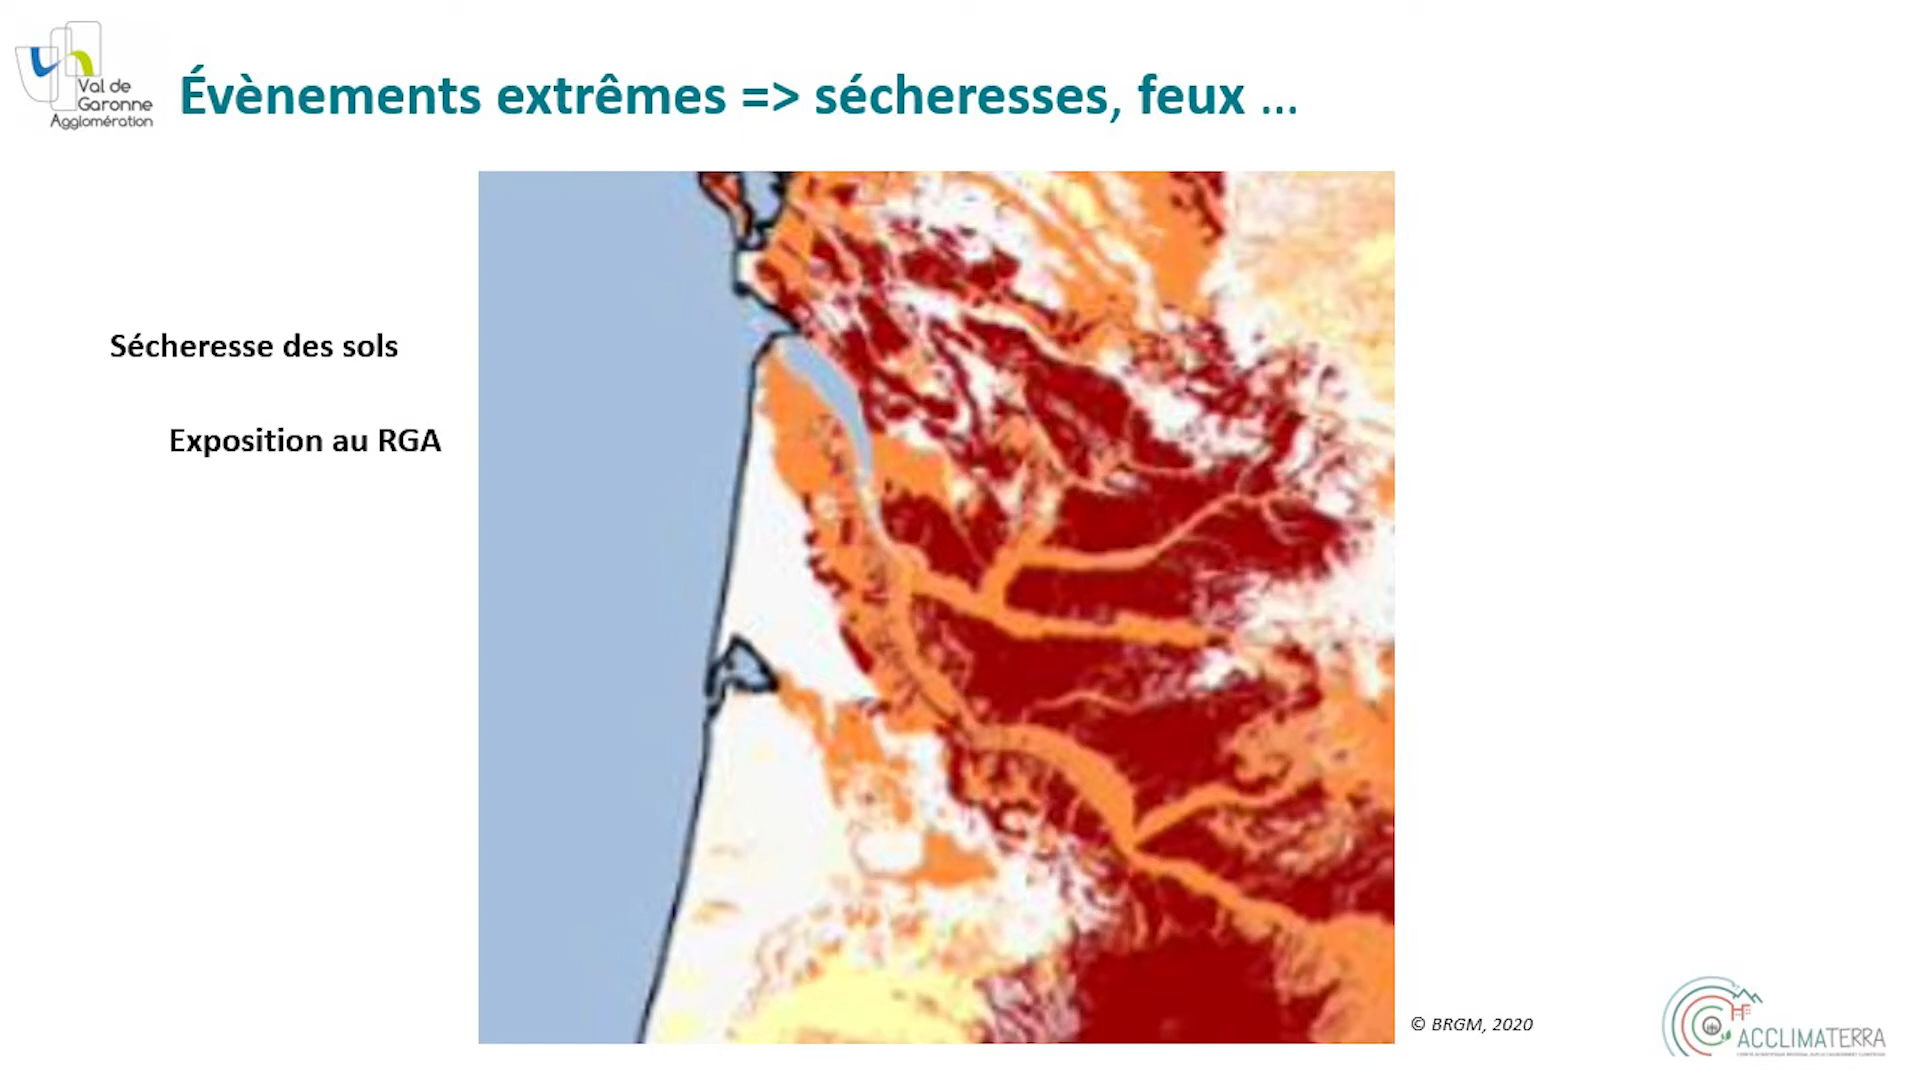 Val de
Garonne
Agglomération
Évènements extrêmes => sécheresses, feux ...
Sécheresse des sols
Exposition au RGA
© BRGM, 2020
ACCLIMATERRA